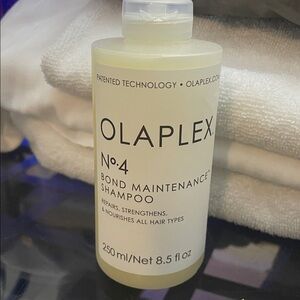 PATENTED TECHNOLOGY • OLAPLEX.COM
OLAPLEX
No.4
BOND MAINTENANCE™
SHAMPOO
REPAIRS, STRENGTHENS,
& NOURISHES ALL HAIR TYPES
250 ml/Net 8.5 fl oz